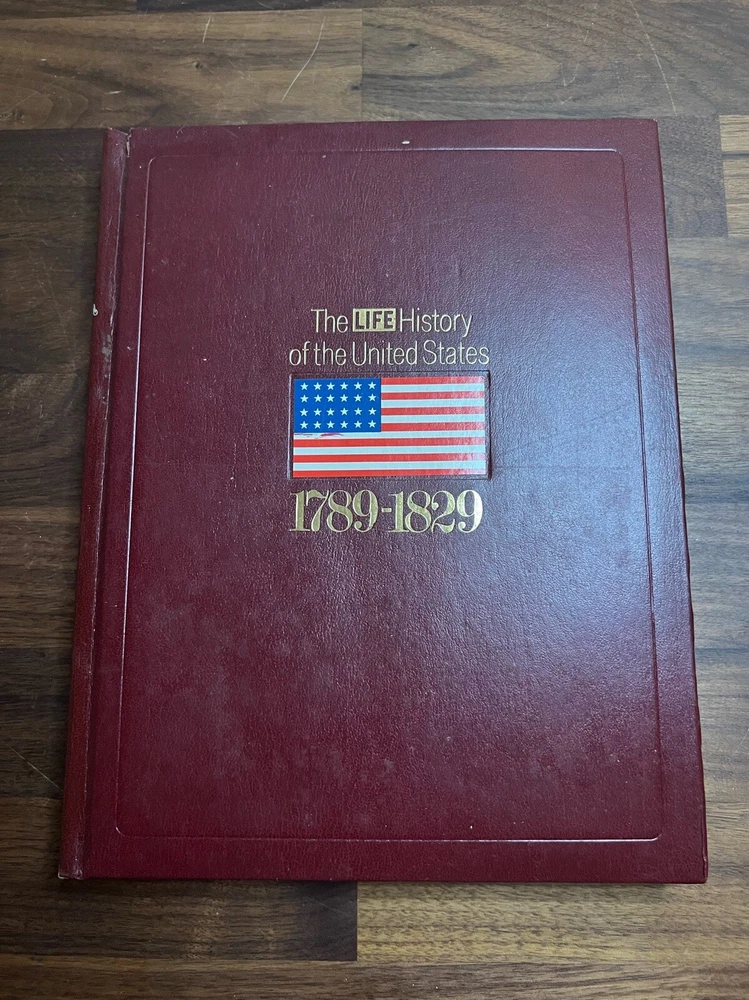 The LIFE History
of the United States
1789-1829